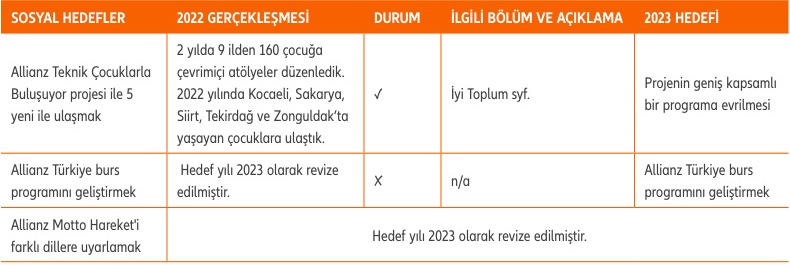 SOSYAL HEDEFLER
2022 GERÇEKLEŞMESİ
DURUM
İLGİLİ BÖLÜM VE AÇIKLAMA
2023 HEDEFİ
Allianz Teknik Çocuklarla
Buluşuyor projesi ile 5
yeni ile ulaşmak
2 yılda 9 ilden 160 çocuğa
çevrimiçi atölyeler düzenledik.
2022 yılında Kocaeli, Sakarya,
Siirt, Tekirdağ ve Zonguldak’ta
yaşayan çocuklara ulaştık.
√
İyi Toplum syf.
Projenin geniş kapsamlı
bir programa evrilmesi
Allianz Türkiye burs
programını geliştirmek
Hedef yılı 2023 olarak revize
edilmiştir.
X
n/a
Allianz Türkiye burs
programını geliştirmek
Allianz Motto Hareket'i
farklı dillere uyarlamak
Hedef yılı 2023 olarak revize edilmiştir.